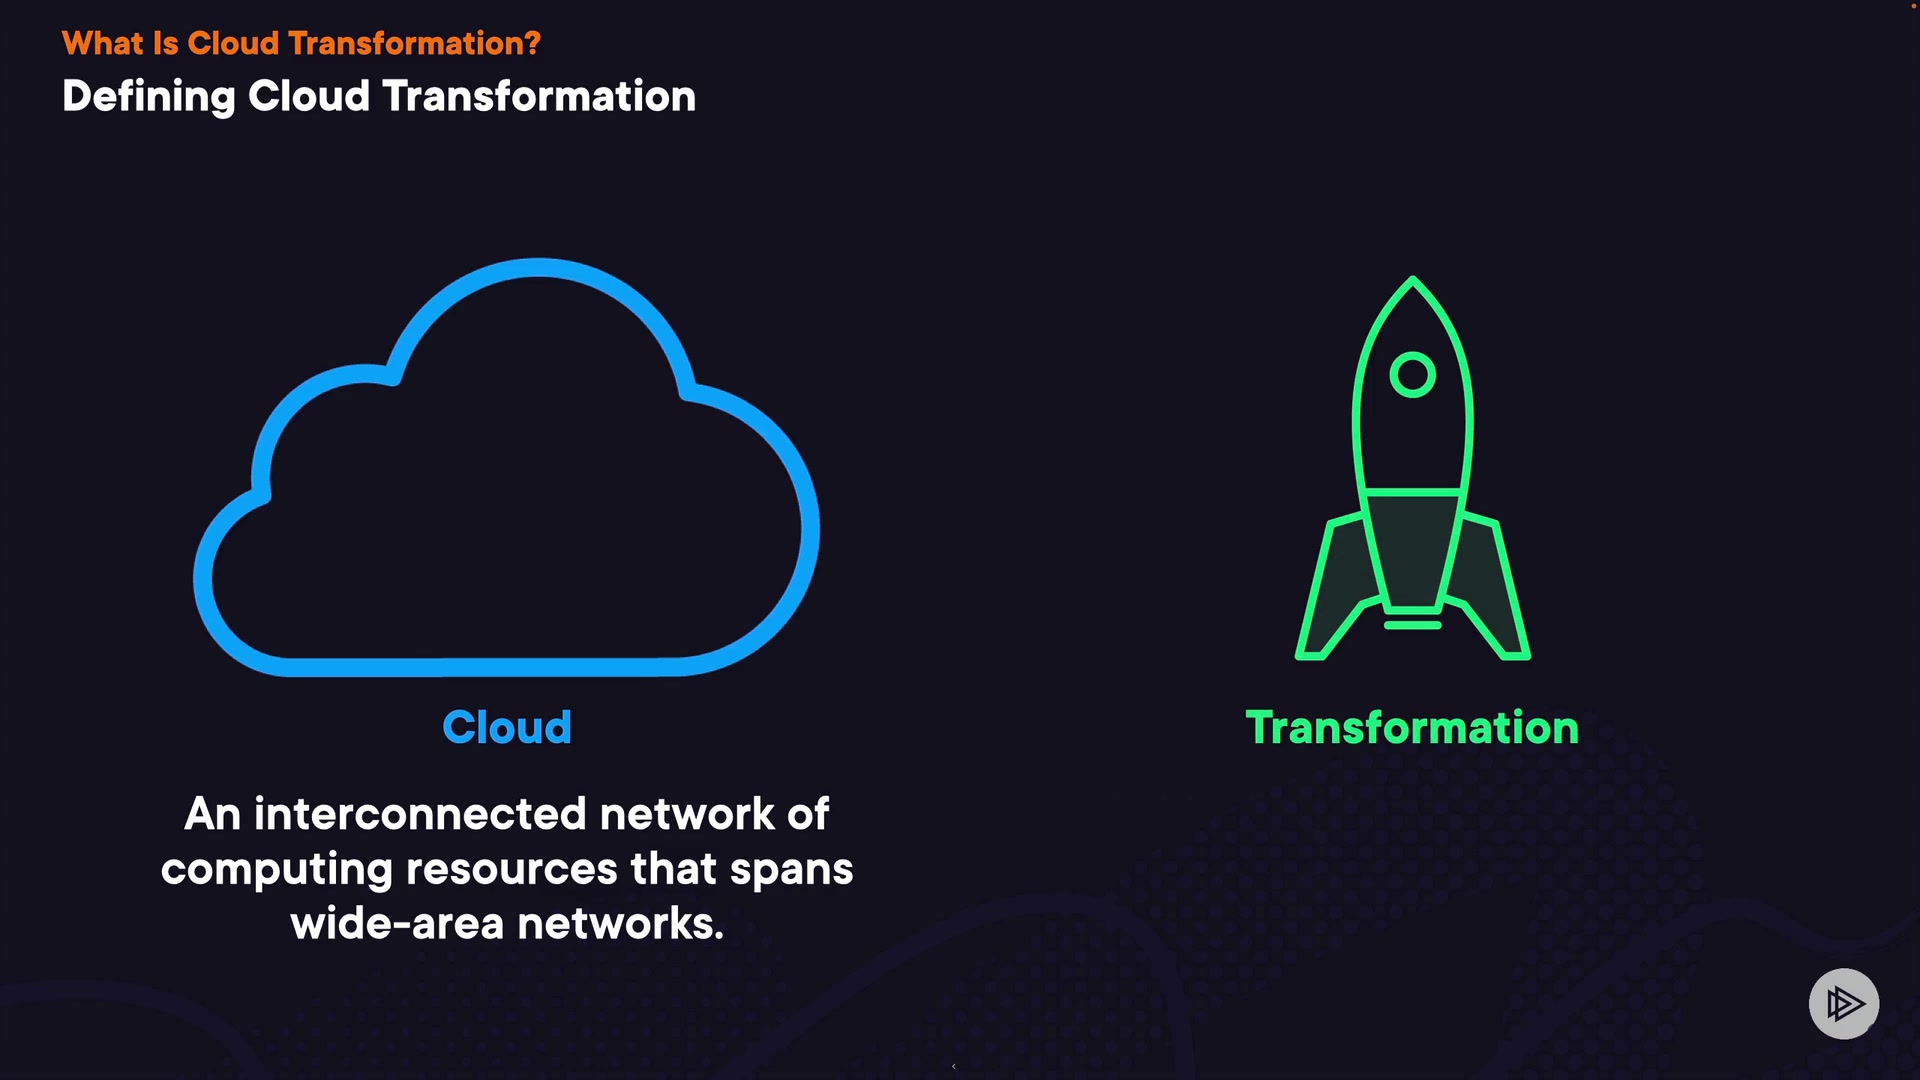 What Is Cloud Transformation?
Defining Cloud Transformation
Cloud
An interconnected network of
computing resources that spans
wide-area networks.
Transformation